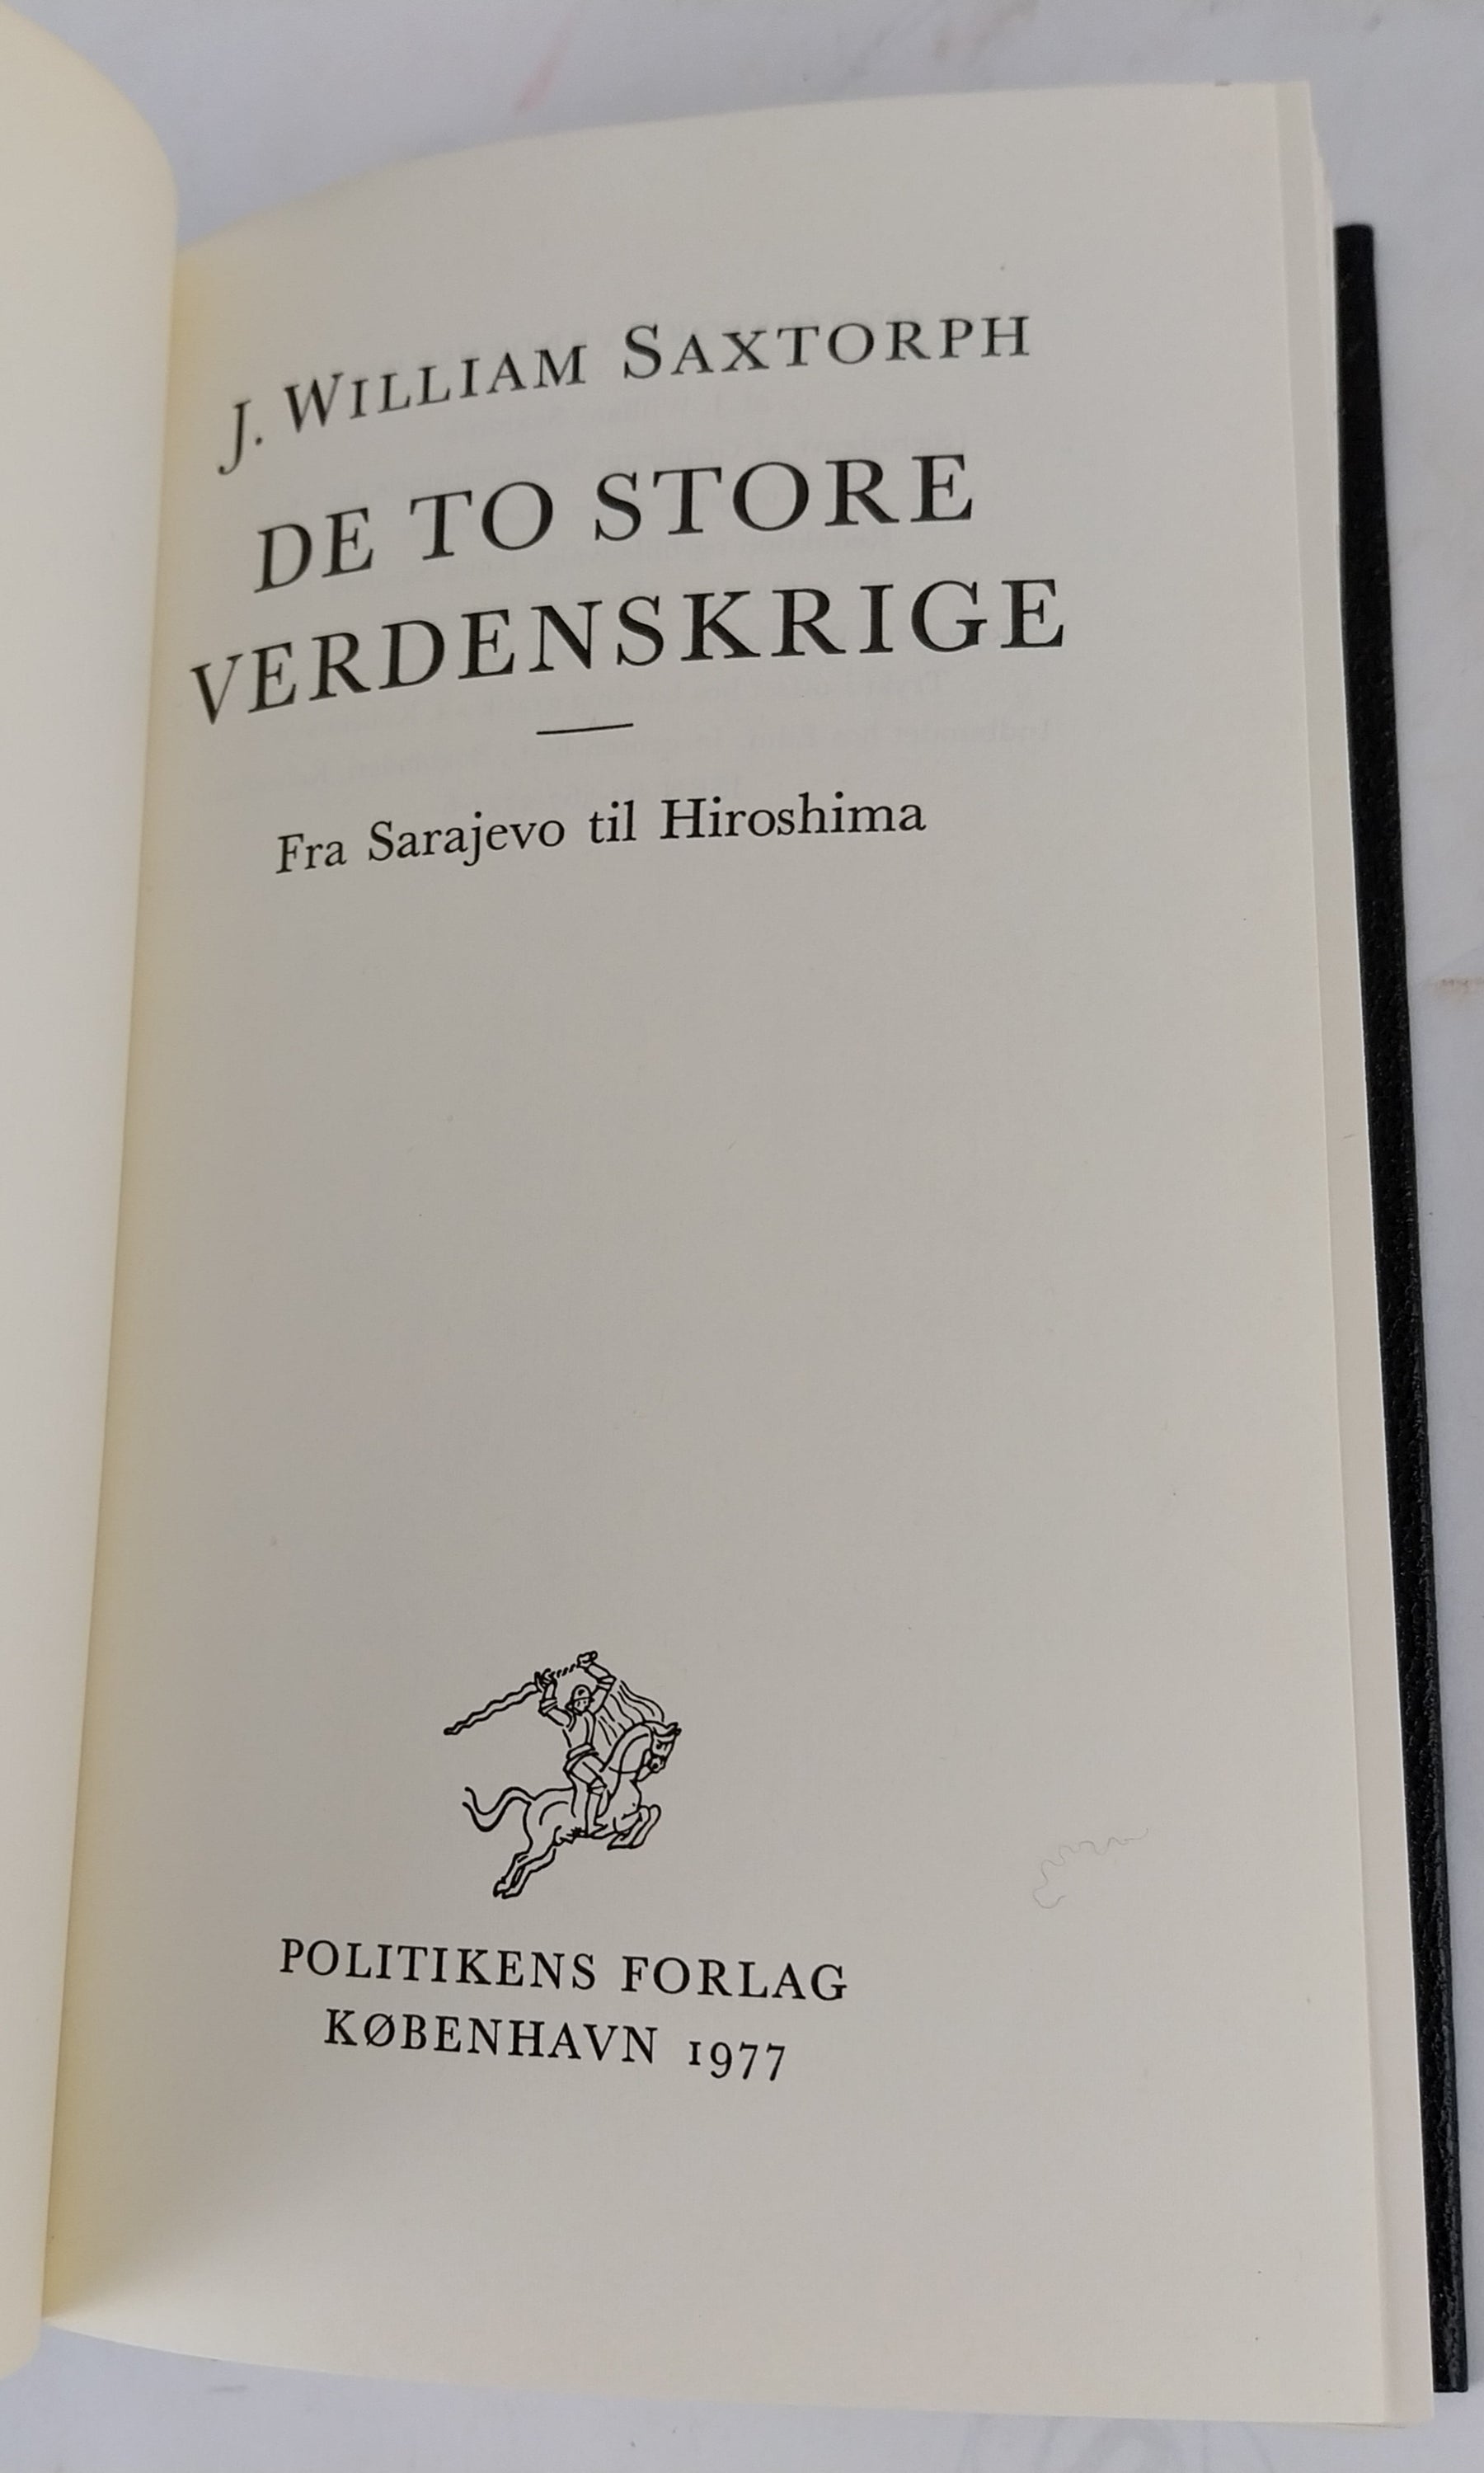 J. WILLIAM SAXTORPH
DE TO STORE
VERDENSKRIGE
Fra Sarajevo til Hiroshima
POLITIKENS FORLAG
KØBENHAVN 1977